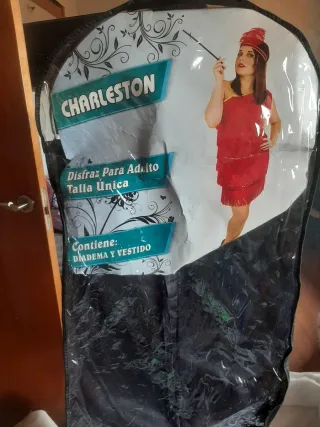 CHARLESTON
Disfraz Para Adulto
Talla Única
Contiene:
DIADEMA Y VESTIDO